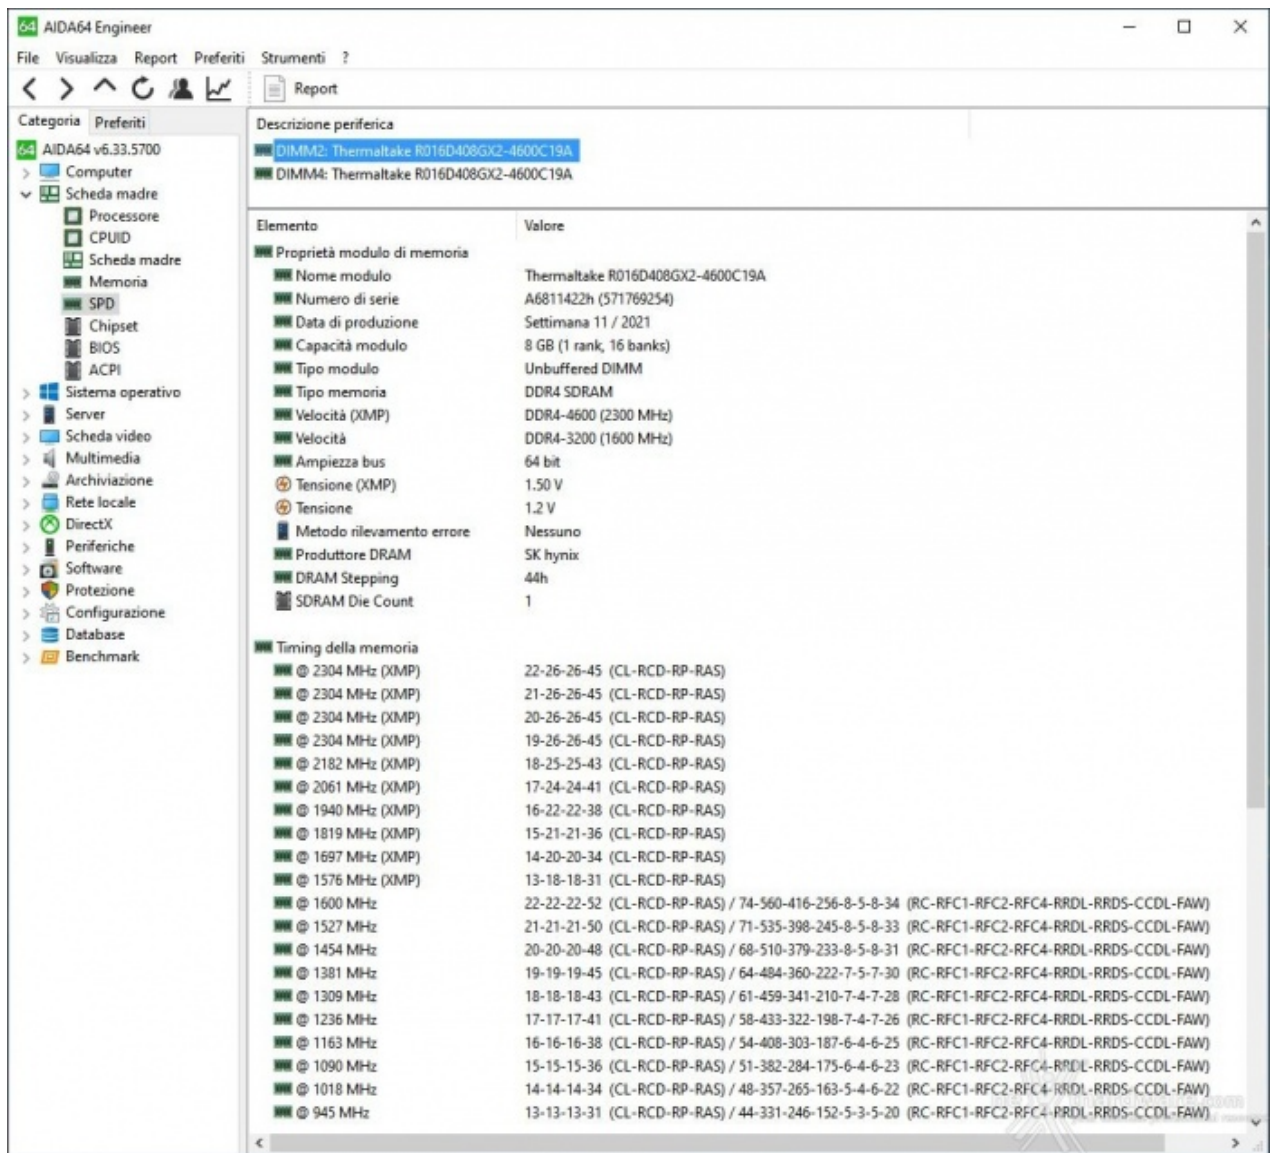 AIDA64 Engineer
File Visualizza Report Preferiti Strumenti ?
Report
Categoria Preferiti
64 AIDA64 v6.33.5700
Computer
Scheda madre
Processore
CPUID
Scheda madre
Memoria
SPD
Chipset
BIOS
ACPI
Sistema operativo
Server
Scheda video
Multimedia
Archiviazione
Rete locale
DirectX
Periferiche
Software
Protezione
Configurazione
Database
Benchmark
Descrizione periferica
DIMM2: Thermaltake R016D408GX2-4600C19A
DIMM4: Thermaltake R016D408GX2-4600C19A
Elemento Valore
Proprietà modulo di memoria
Nome modulo Thermaltake R016D408GX2-4600C19A
Numero di serie A6811422h (571769254)
Data di produzione Settimana 11 / 2021
Capacità modulo 8 GB (1 rank, 16 banks)
Tipo modulo Unbuffered DIMM
Tipo memoria DDR4 SDRAM
Velocità (XMP) DDR4-4600 (2300 MHz)
Velocità DDR4-3200 (1600 MHz)
Ampiezza bus 64 bit
Tensione (XMP) 1.50 V
Tensione 1.2 V
Metodo rilevamento errore Nessuno
Produttore DRAM SK hynix
DRAM Stepping 44h
SDRAM Die Count 1
Timing della memoria
@ 2304 MHz (XMP) 22-26-26-45 (CL-RCD-RP-RAS)
@ 2304 MHz (XMP) 21-26-26-45 (CL-RCD-RP-RAS)
@ 2304 MHz (XMP) 20-26-26-45 (CL-RCD-RP-RAS)
@ 2304 MHz (XMP) 19-26-26-45 (CL-RCD-RP-RAS)
@ 2182 MHz (XMP) 18-25-25-43 (CL-RCD-RP-RAS)
@ 2061 MHz (XMP) 17-24-24-41 (CL-RCD-RP-RAS)
@ 1940 MHz (XMP) 16-22-22-38 (CL-RCD-RP-RAS)
@ 1819 MHz (XMP) 15-21-21-36 (CL-RCD-RP-RAS)
@ 1697 MHz (XMP) 14-20-20-34 (CL-RCD-RP-RAS)
@ 1576 MHz (XMP) 13-18-18-31 (CL-RCD-RP-RAS)
@ 1600 MHz 22-22-22-52 (CL-RCD-RP-RAS) / 74-560-416-256-8-5-8-34 (RC-RFC1-RFC2-RFC4-RRDL-RRDS-CCDL-FAW)
@ 1527 MHz 21-21-21-50 (CL-RCD-RP-RAS) / 71-535-398-245-8-5-8-33 (RC-RFC1-RFC2-RFC4-RRDL-RRDS-CCDL-FAW)
@ 1454 MHz 20-20-20-48 (CL-RCD-RP-RAS) / 68-510-379-233-8-5-8-31 (RC-RFC1-RFC2-RFC4-RRDL-RRDS-CCDL-FAW)
@ 1381 MHz 19-19-19-45 (CL-RCD-RP-RAS) / 64-484-360-222-7-5-7-30 (RC-RFC1-RFC2-RFC4-RRDL-RRDS-CCDL-FAW)
@ 1309 MHz 18-18-18-43 (CL-RCD-RP-RAS) / 61-459-341-210-7-4-7-28 (RC-RFC1-RFC2-RFC4-RRDL-RRDS-CCDL-FAW)
@ 1236 MHz 17-17-17-41 (CL-RCD-RP-RAS) / 58-433-322-198-7-4-7-26 (RC-RFC1-RFC2-RFC4-RRDL-RRDS-CCDL-FAW)
@ 1163 MHz 16-16-16-38 (CL-RCD-RP-RAS) / 54-408-303-187-6-4-6-25 (RC-RFC1-RFC2-RFC4-RRDL-RRDS-CCDL-FAW)
@ 1090 MHz 15-15-15-36 (CL-RCD-RP-RAS) / 51-382-284-175-6-4-6-23 (RC-RFC1-RFC2-RFC4-RRDL-RRDS-CCDL-FAW)
@ 1018 MHz 14-14-14-34 (CL-RCD-RP-RAS) / 48-357-265-163-5-4-6-22 (RC-RFC1-RFC2-RFC4-RRDL-RRDS-CCDL-FAW)
@ 945 MHz 13-13-13-31 (CL-RCD-RP-RAS) / 44-331-246-152-5-3-5-20 (RC-RFC1-RFC2-RFC4-RRDL-RRDS-CCDL-FAW)